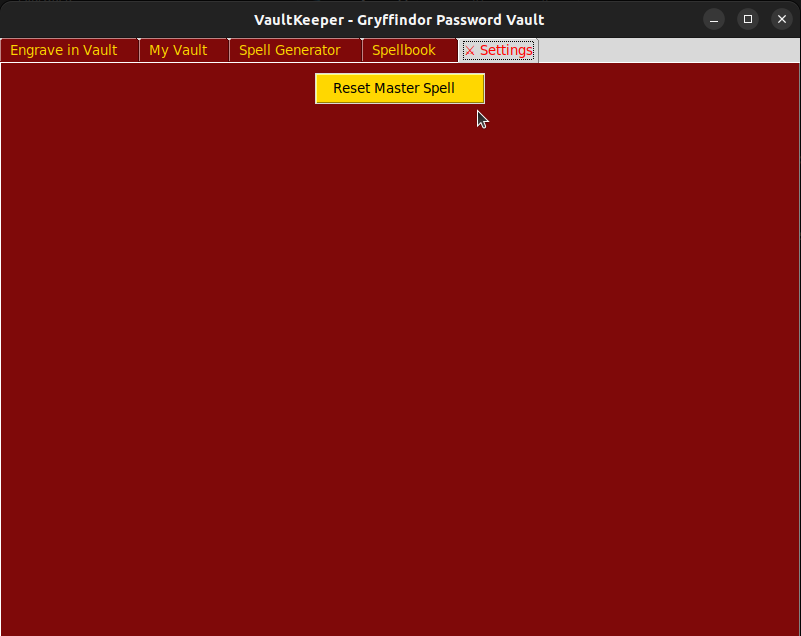 VaultKeeper - Gryffindor Password Vault
Engrave in Vault My Vault Spell Generator Spellbook ⚔ Settings
Reset Master Spell